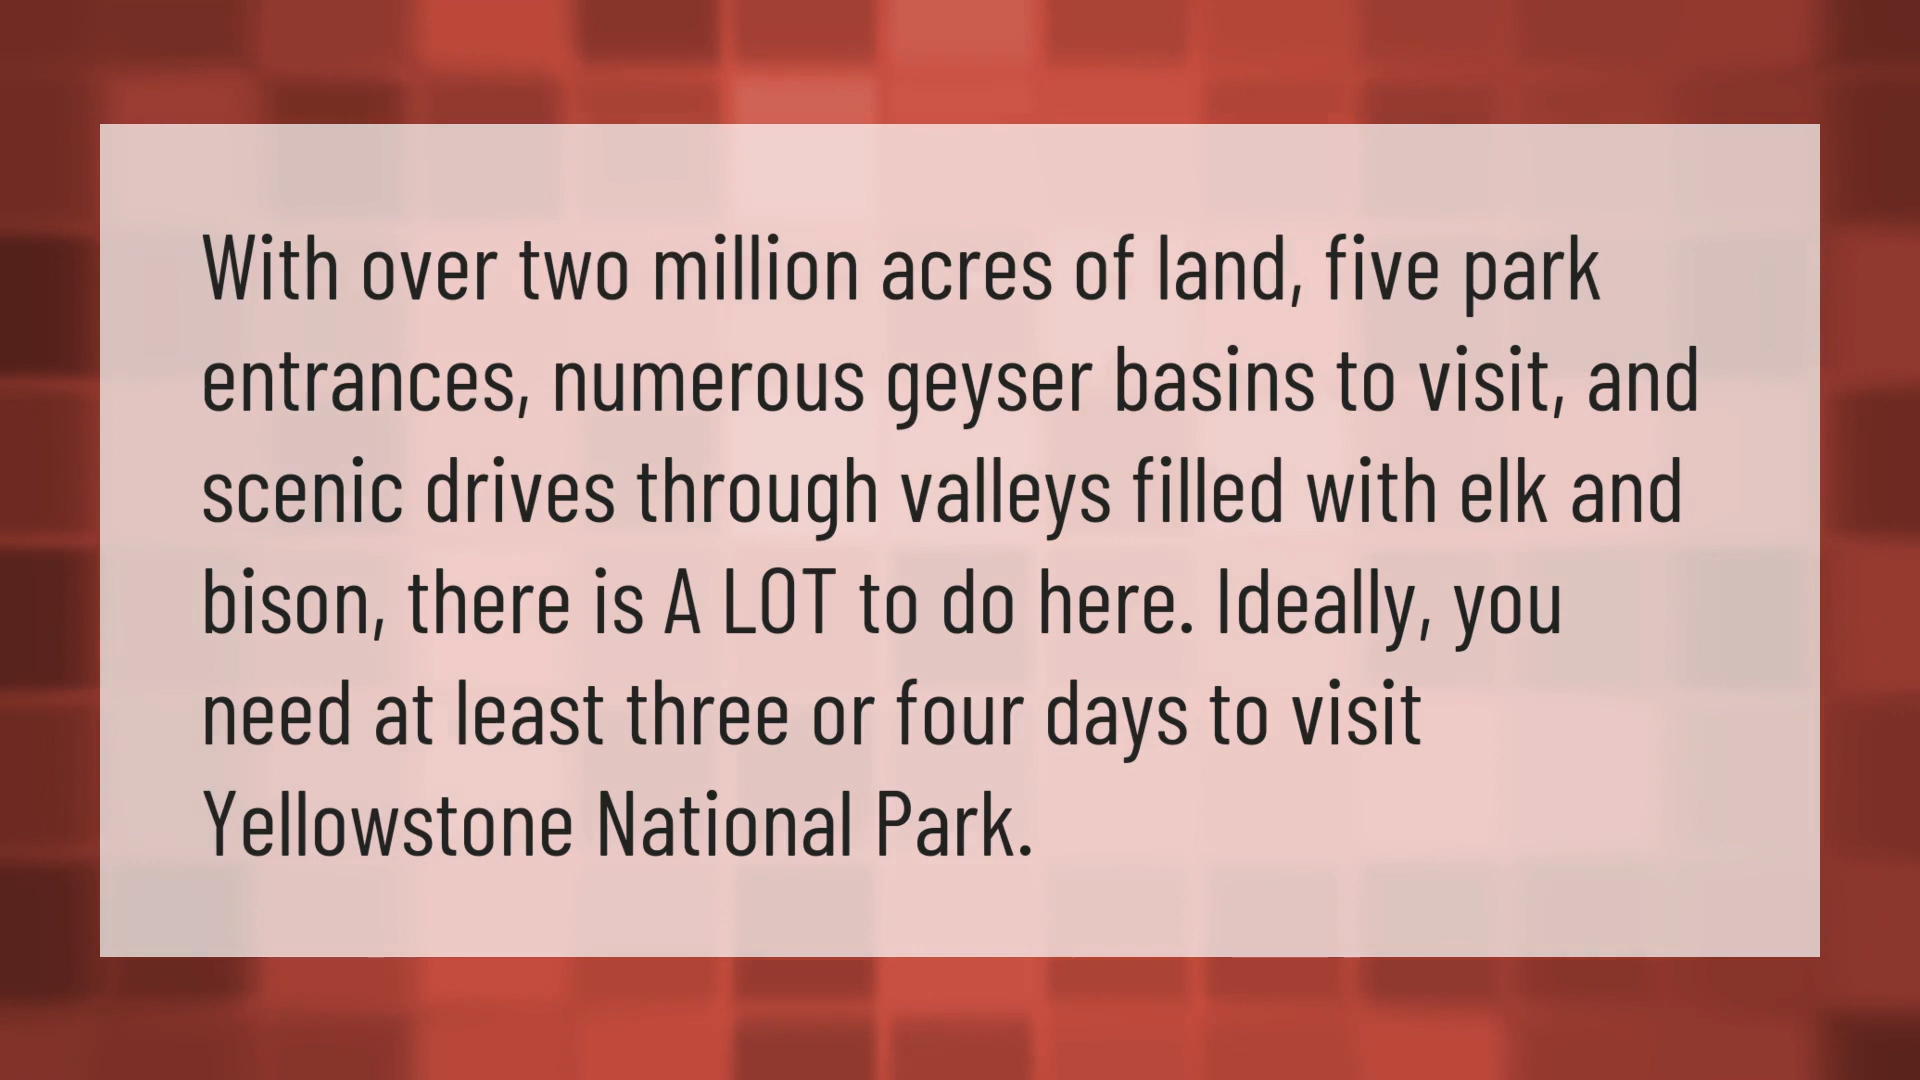 With over two million acres of land, five park
entrances, numerous geyser basins to visit, and
scenic drives through valleys filled with elk and
bison, there is A LOT to do here. Ideally, you
need at least three or four days to visit
Yellowstone National Park.